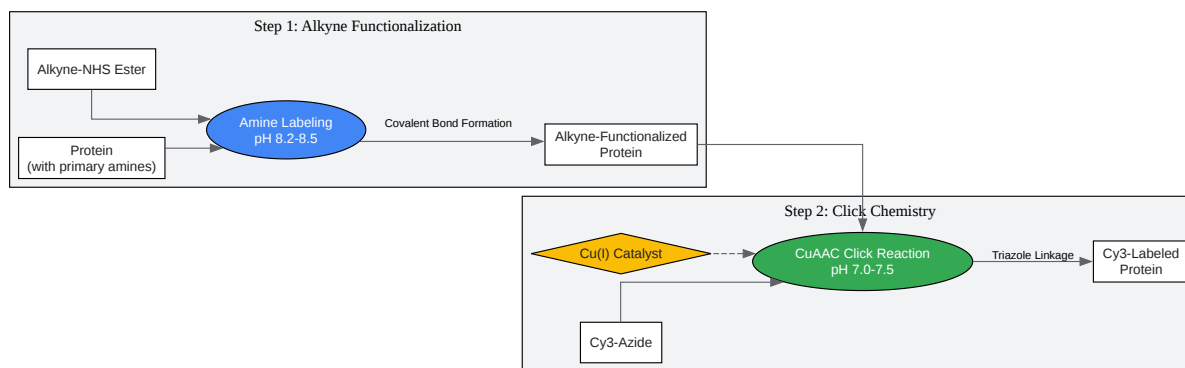 Step 1: Alkyne Functionalization
Alkyne-NHS Ester
Amine Labeling
pH 8.2-8.5
Covalent Bond Formation
Protein
(with primary amines)
Alkyne-Functionalized
Protein
Step 2: Click Chemistry
Cu(I) Catalyst
CuAAC Click Reaction
pH 7.0-7.5
Triazole Linkage
Cy3-Labeled
Protein
Cy3-Azide